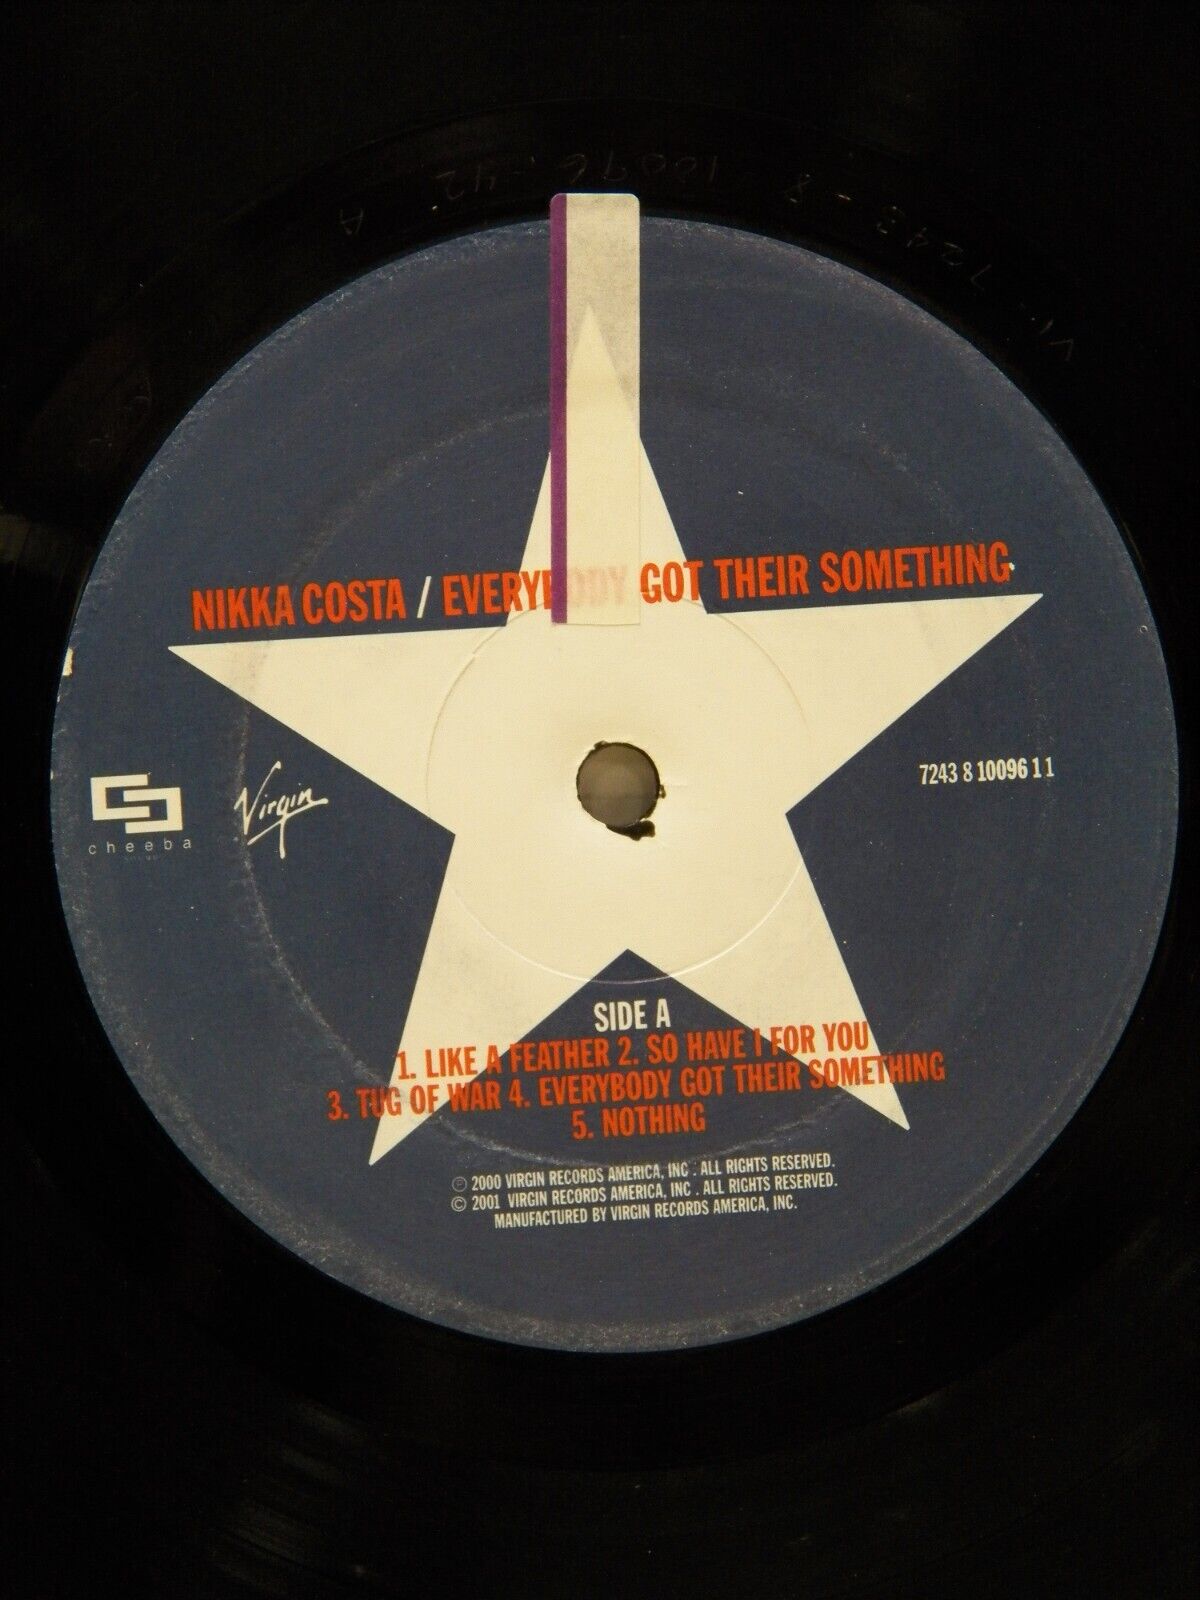 NIKKA COSTA / EVERYBODY GOT THEIR SOMETHING
7243 8 10096 1 1
cheeba
Virgin
SIDE A
1. LIKE A FEATHER 2. SO HAVE I FOR YOU
3. TUG OF WAR 4. EVERYBODY GOT THEIR SOMETHING
5. NOTHING
℗ 2000 VIRGIN RECORDS AMERICA, INC . ALL RIGHTS RESERVED.
© 2001 VIRGIN RECORDS AMERICA, INC . ALL RIGHTS RESERVED.
MANUFACTURED BY VIRGIN RECORDS AMERICA, INC.